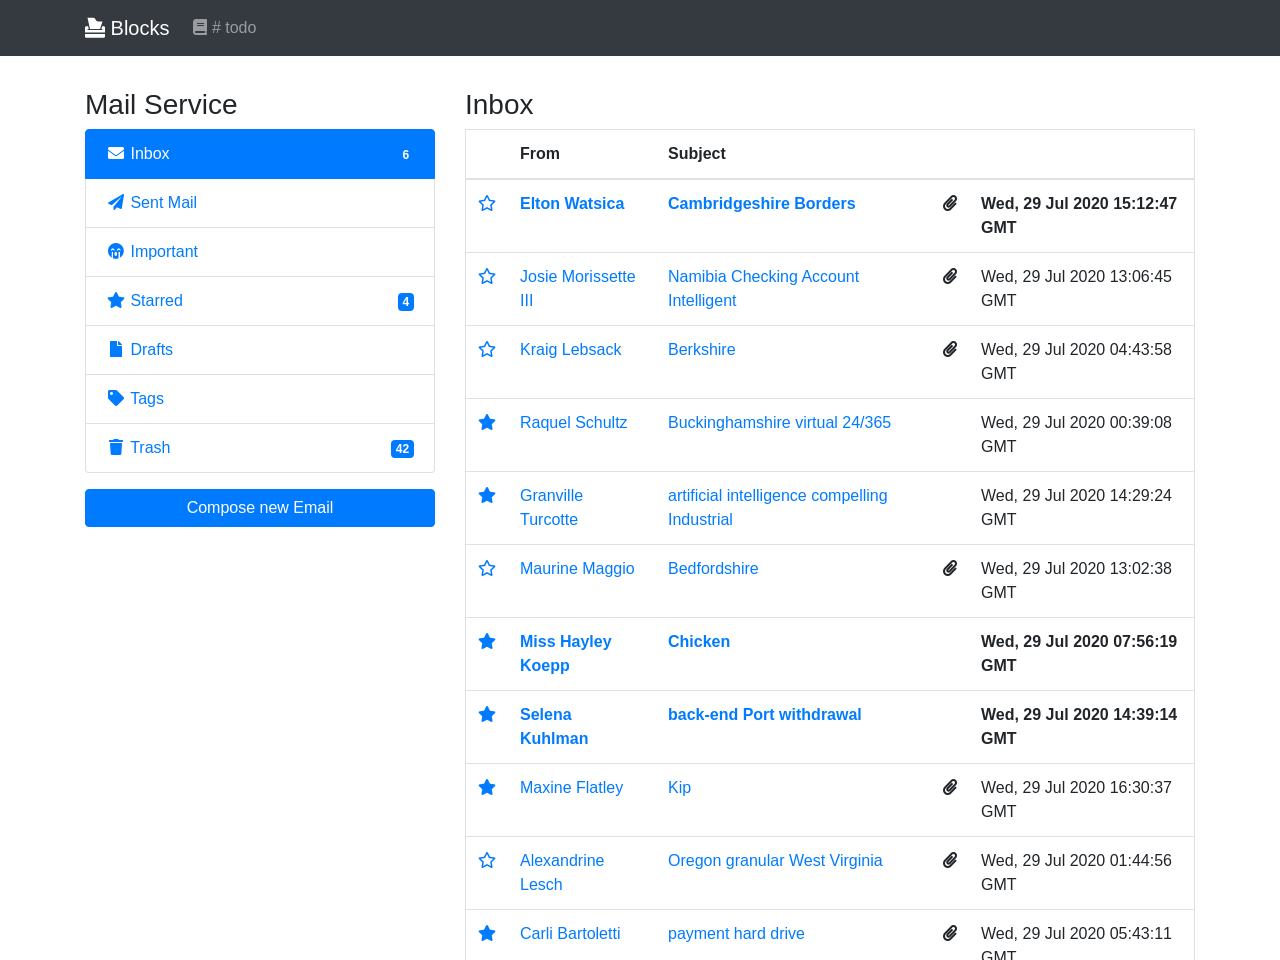 Blocks
# todo
Mail Service
Inbox 6
Sent Mail
Important
Starred 4
Drafts
Tags
Trash 42
Compose new Email
Inbox
From Subject
Elton Watsica Cambridgeshire Borders Wed, 29 Jul 2020 15:12:47
GMT
Josie Morissette Namibia Checking Account Wed, 29 Jul 2020 13:06:45
III Intelligent GMT
Kraig Lebsack Berkshire Wed, 29 Jul 2020 04:43:58
GMT
Raquel Schultz Buckinghamshire virtual 24/365 Wed, 29 Jul 2020 00:39:08
GMT
Granville artificial intelligence compelling Wed, 29 Jul 2020 14:29:24
Turcotte Industrial GMT
Maurine Maggio Bedfordshire Wed, 29 Jul 2020 13:02:38
GMT
Miss Hayley Chicken Wed, 29 Jul 2020 07:56:19
Koepp GMT
Selena back-end Port withdrawal Wed, 29 Jul 2020 14:39:14
Kuhlman GMT
Maxine Flatley Kip Wed, 29 Jul 2020 16:30:37
GMT
Alexandrine Oregon granular West Virginia Wed, 29 Jul 2020 01:44:56
Lesch GMT
Carli Bartoletti payment hard drive Wed, 29 Jul 2020 05:43:11
GMT